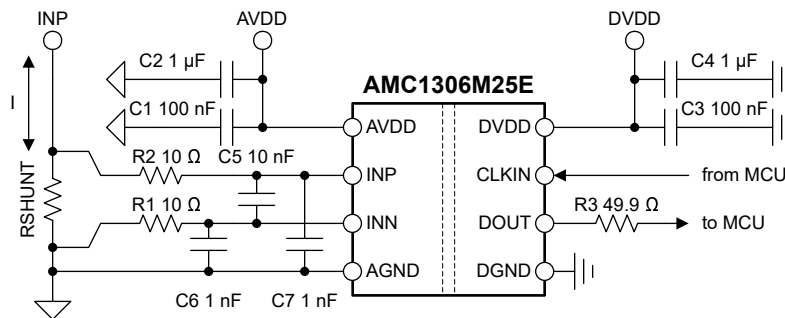 INP
AVDD
DVDD
C2 1 µF
C4 1 µF
AMC1306M25E
I
C1 100 nF
C3 100 nF
AVDD
DVDD
R2 10 Ω
C5 10 nF
INP
CLKIN
from MCU
RSHUNT
R1 10 Ω
INN
DOUT
R3 49.9 Ω
to MCU
AGND
DGND
C6 1 nF
C7 1 nF